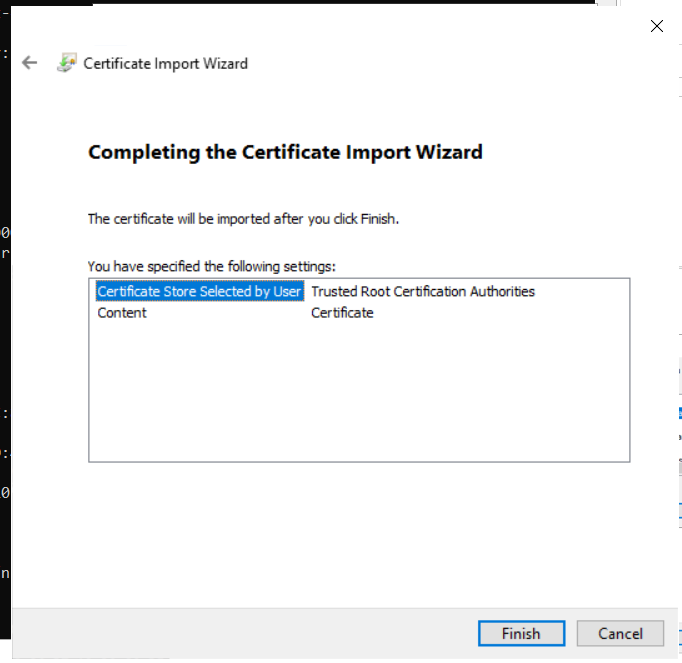 Certificate Import Wizard
Completing the Certificate Import Wizard
The certificate will be imported after you click Finish.
You have specified the following settings:
Certificate Store Selected by User Trusted Root Certification Authorities
Content Certificate
Finish Cancel